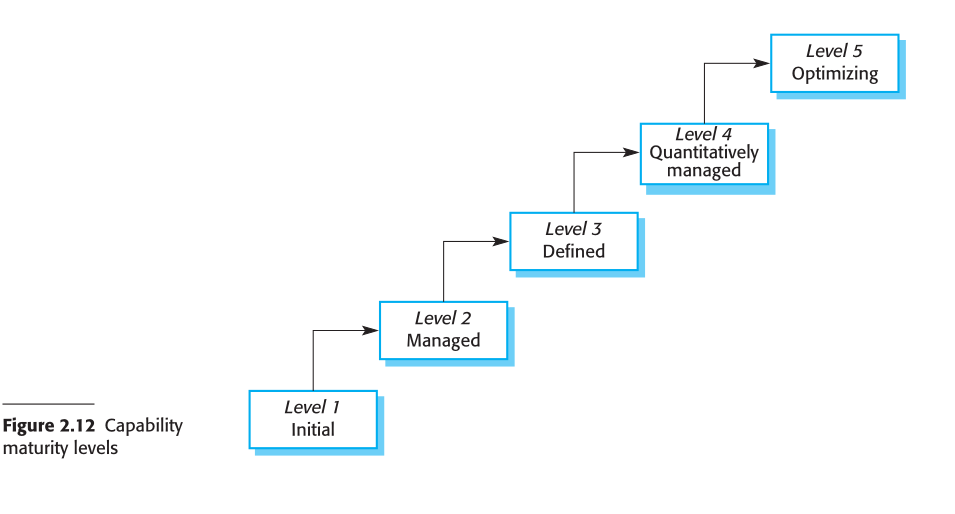 Level 5
Optimizing
Level 4
Quantitatively
managed
Level 3
Defined
Level 2
Managed
Level 1
Initial
Figure 2.12 Capability
maturity levels